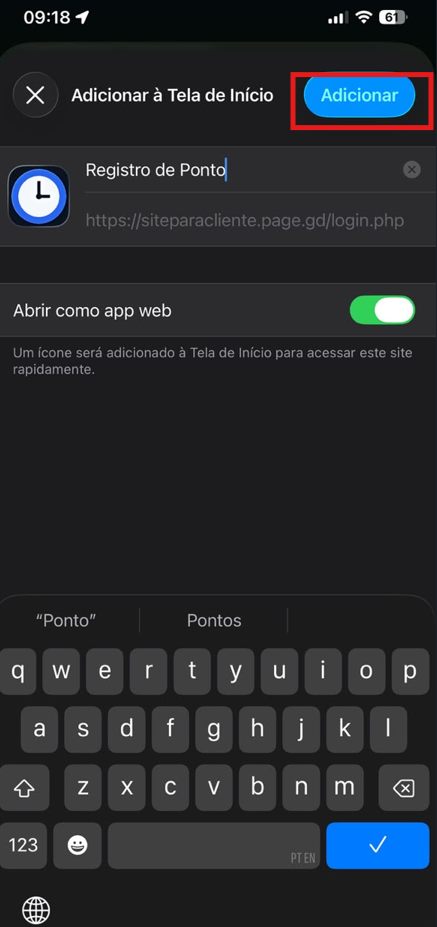 09:18
61
Adicionar à Tela de Início
Adicionar
Registro de Ponto
https://siteparacliente.page.gd/login.php
Abrir como app web
Um ícone será adicionado à Tela de Início para acessar este site
rapidamente.
“Ponto”
Pontos
q w e r t y u i o p
a s d f g h j k l
z x c v b n m
123
PT EN